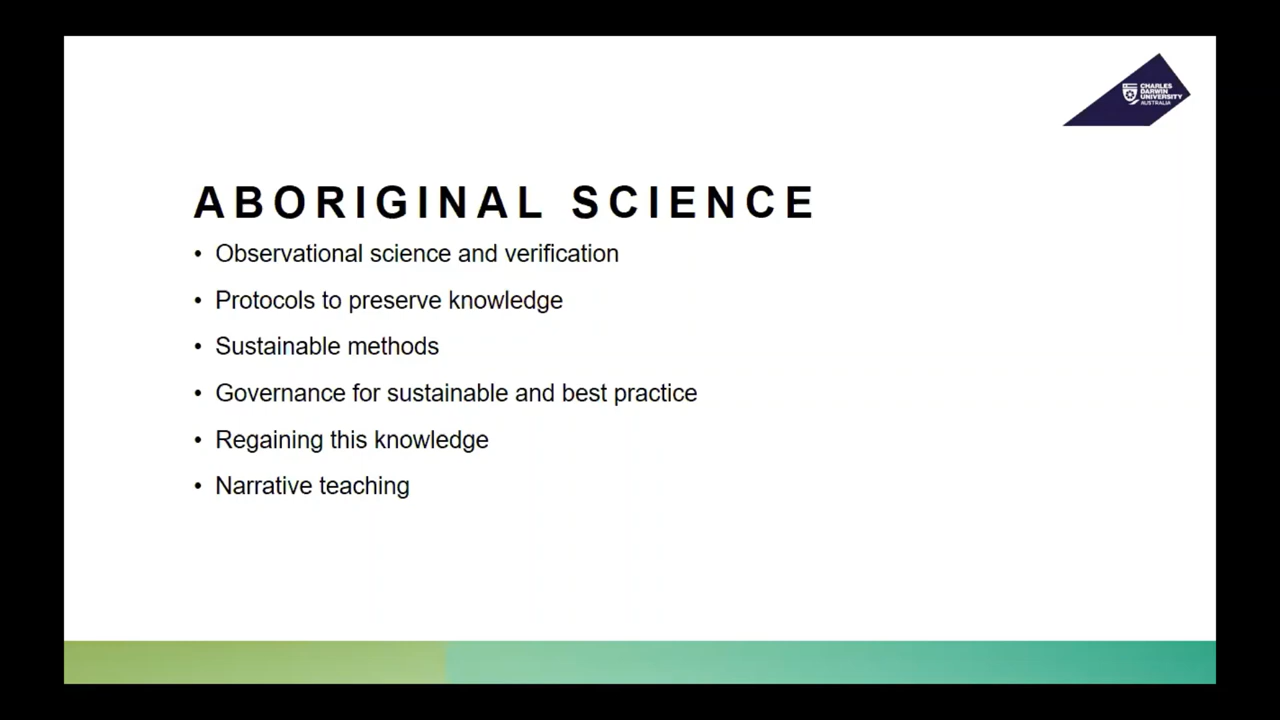 CHARLES
DARWIN
UNIVERSITY
AUSTRALIA
ABORIGINAL SCIENCE
• Observational science and verification
• Protocols to preserve knowledge
• Sustainable methods
• Governance for sustainable and best practice
• Regaining this knowledge
• Narrative teaching